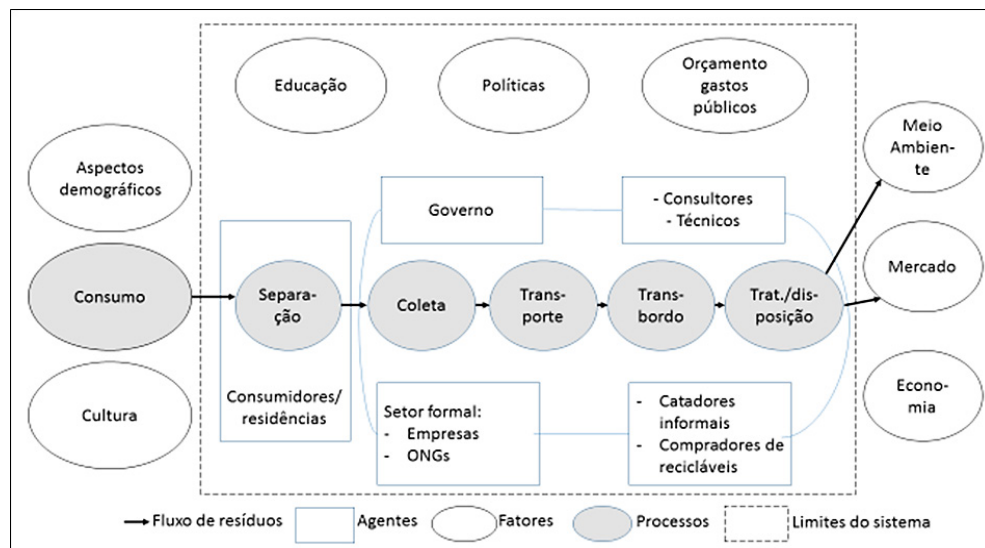 Educação
Políticas
Orçamento
gastos
públicos
Aspectos
demográficos
Meio
Ambien-
te
Governo
- Consultores
- Técnicos
Consumo
Separa-
ção
Coleta
Trans-
porte
Trans-
bordo
Trat./dis-
posição
Mercado
Cultura
Consumidores/
residências
Setor formal:
- Empresas
- ONGs
- Catadores
informais
- Compradores de
recicláveis
Econo-
mia
Fluxo de resíduos
Agentes
Fatores
Processos
Limites do sistema